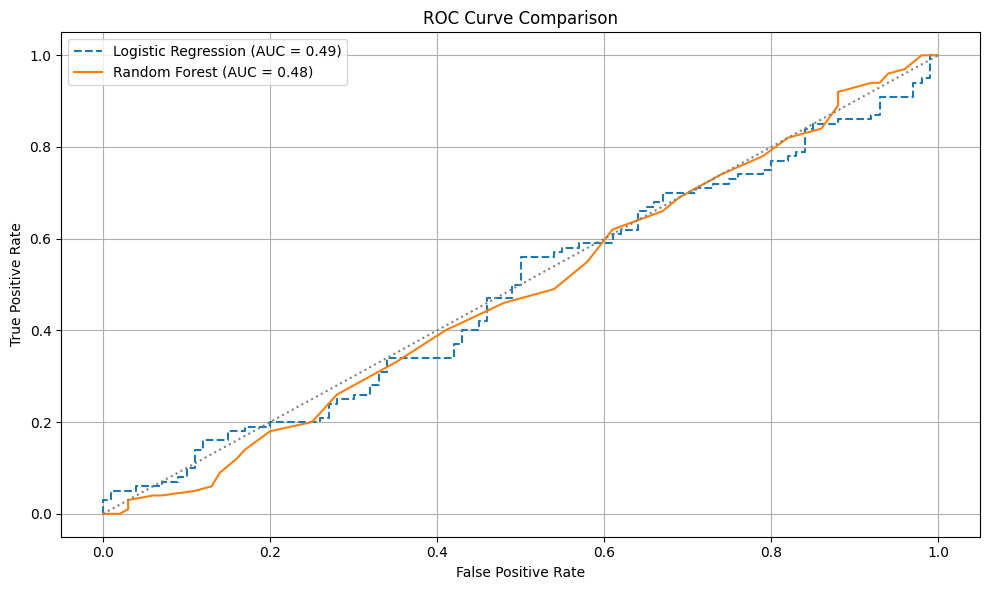 ROC Curve Comparison
Logistic Regression (AUC = 0.49)
Random Forest (AUC = 0.48)
True Positive Rate
1.0
0.8
0.6
0.4
0.2
0.0
0.0 0.2 0.4 0.6 0.8 1.0
False Positive Rate